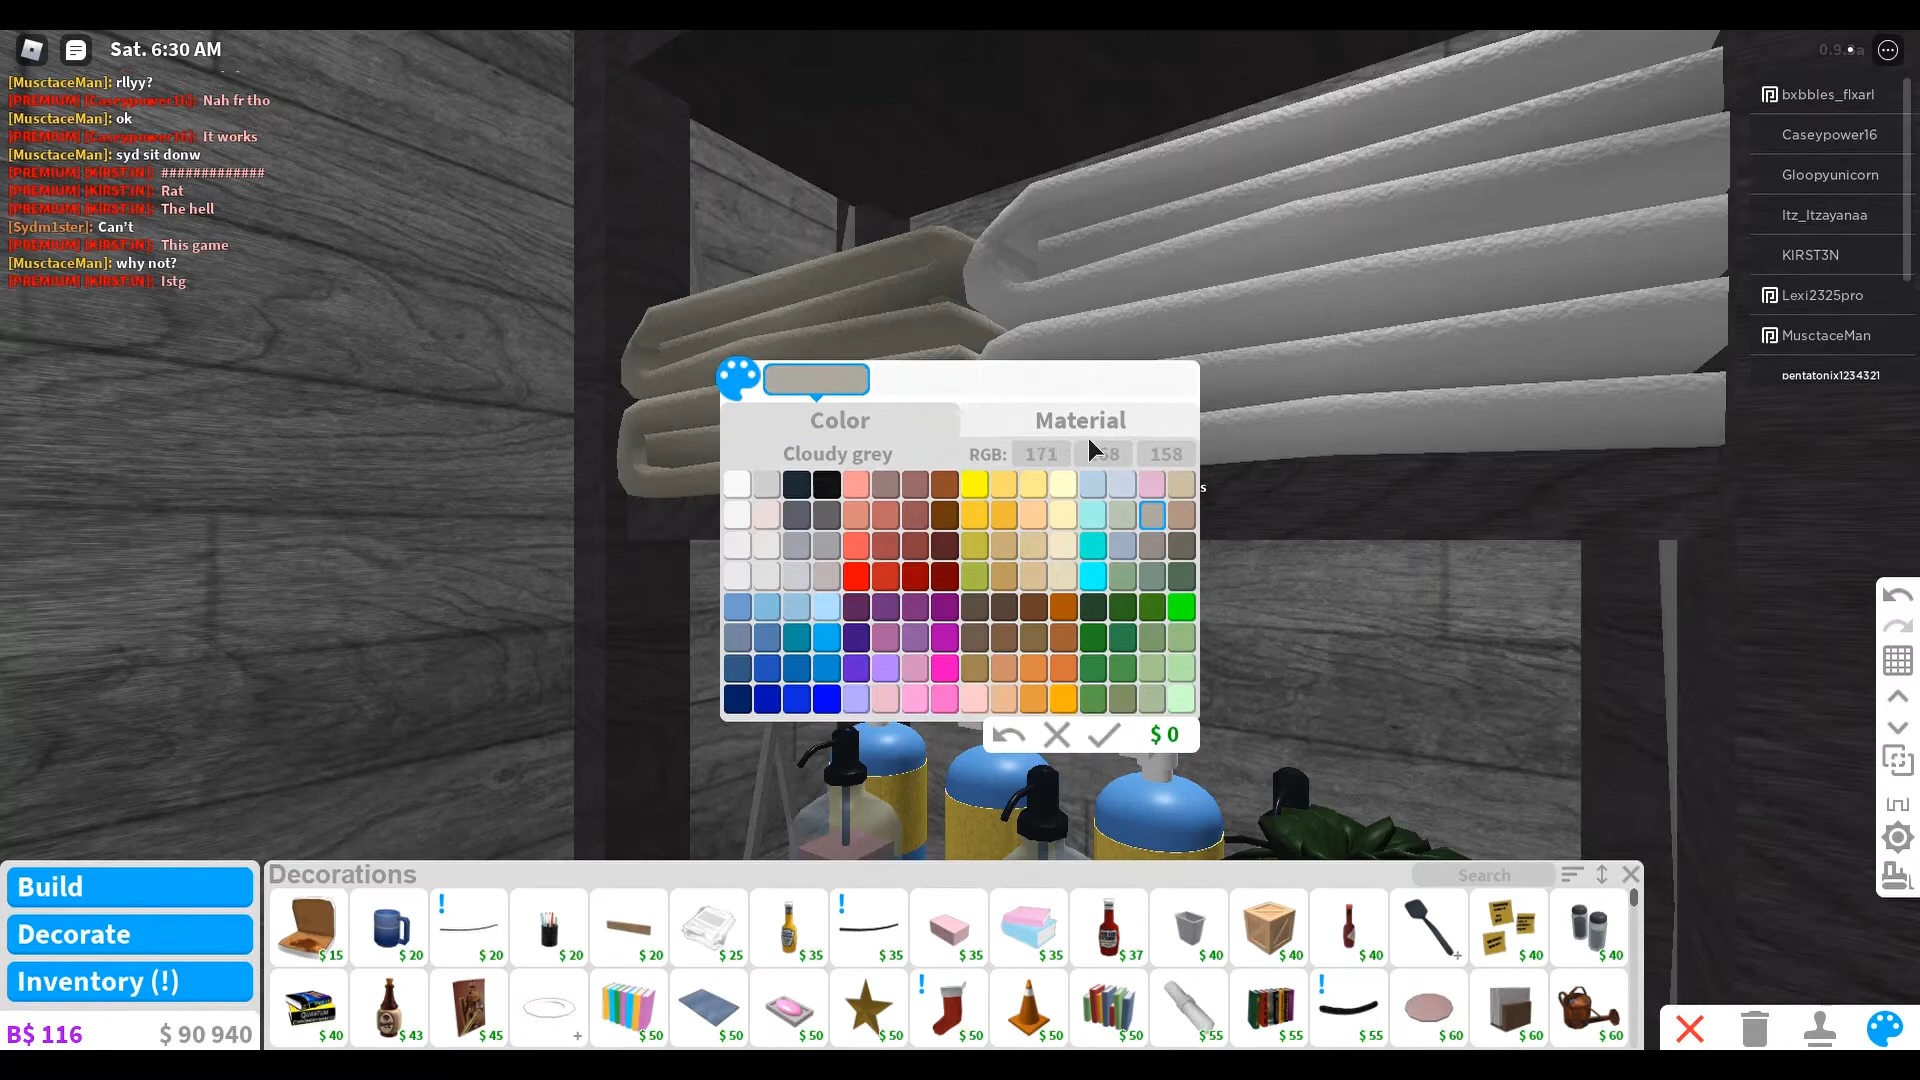 Sat. 6:30 AM
[MusctaceMan]: rllyy?
[PREMIUM] [Caseypower16]: Nah fr tho
[MusctaceMan]: ok
[PREMIUM] [Caseypower16]: It works
[MusctaceMan]: syd sit donw
[PREMIUM] [KIRST3N]: #############
[PREMIUM] [KIRST3N]: Rat
[PREMIUM] [KIRST3N]: The hell
[Sydm1ster]: Can't
[PREMIUM] [KIRST3N]: This game
[MusctaceMan]: why not?
[PREMIUM] [KIRST3N]: Istg
bxbbles_flxarl
Caseypower16
Gloopyunicorn
Itz_Itzayanaa
KIRST3N
Lexi2325pro
MusctaceMan
pentatonix1234321
Color
Material
Cloudy grey
RGB: 171 158
$ 0
Build
Decorate
Inventory (!)
B$ 116
$ 90 940
Decorations
Search
$ 15
$ 20
! $ 20
$ 20
$ 20
$ 25
$ 35
! $ 35
$ 35
$ 35
$ 37
$ 40
$ 40
$ 40
+
$ 40
$ 40
QUANTUM
$ 40
$ 43
$ 45
+
$ 50
$ 50
$ 50
$ 50
! $ 50
$ 50
$ 50
$ 55
$ 55
! $ 55
$ 60
$ 60
$ 60